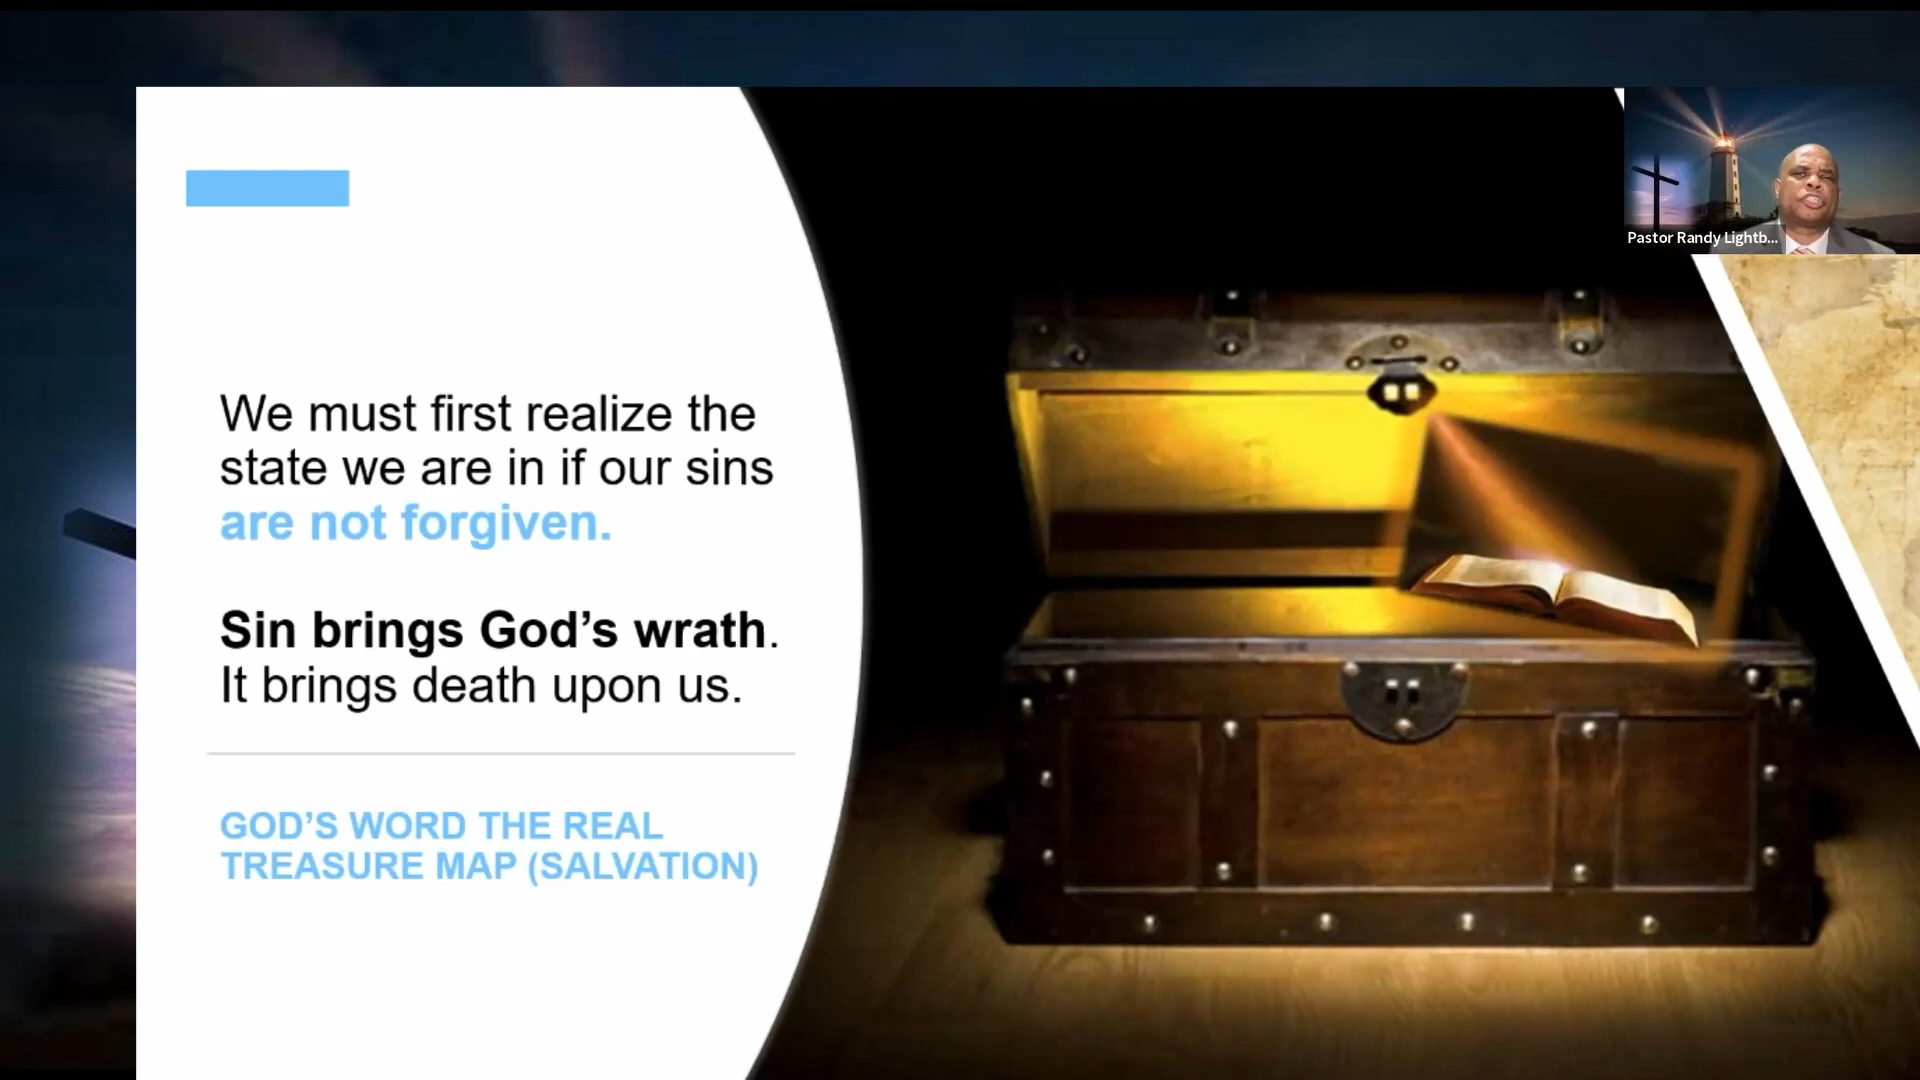 Pastor Randy Lightb...
We must first realize the
state we are in if our sins
are not forgiven.
Sin brings God’s wrath.
It brings death upon us.
GOD’S WORD THE REAL
TREASURE MAP (SALVATION)